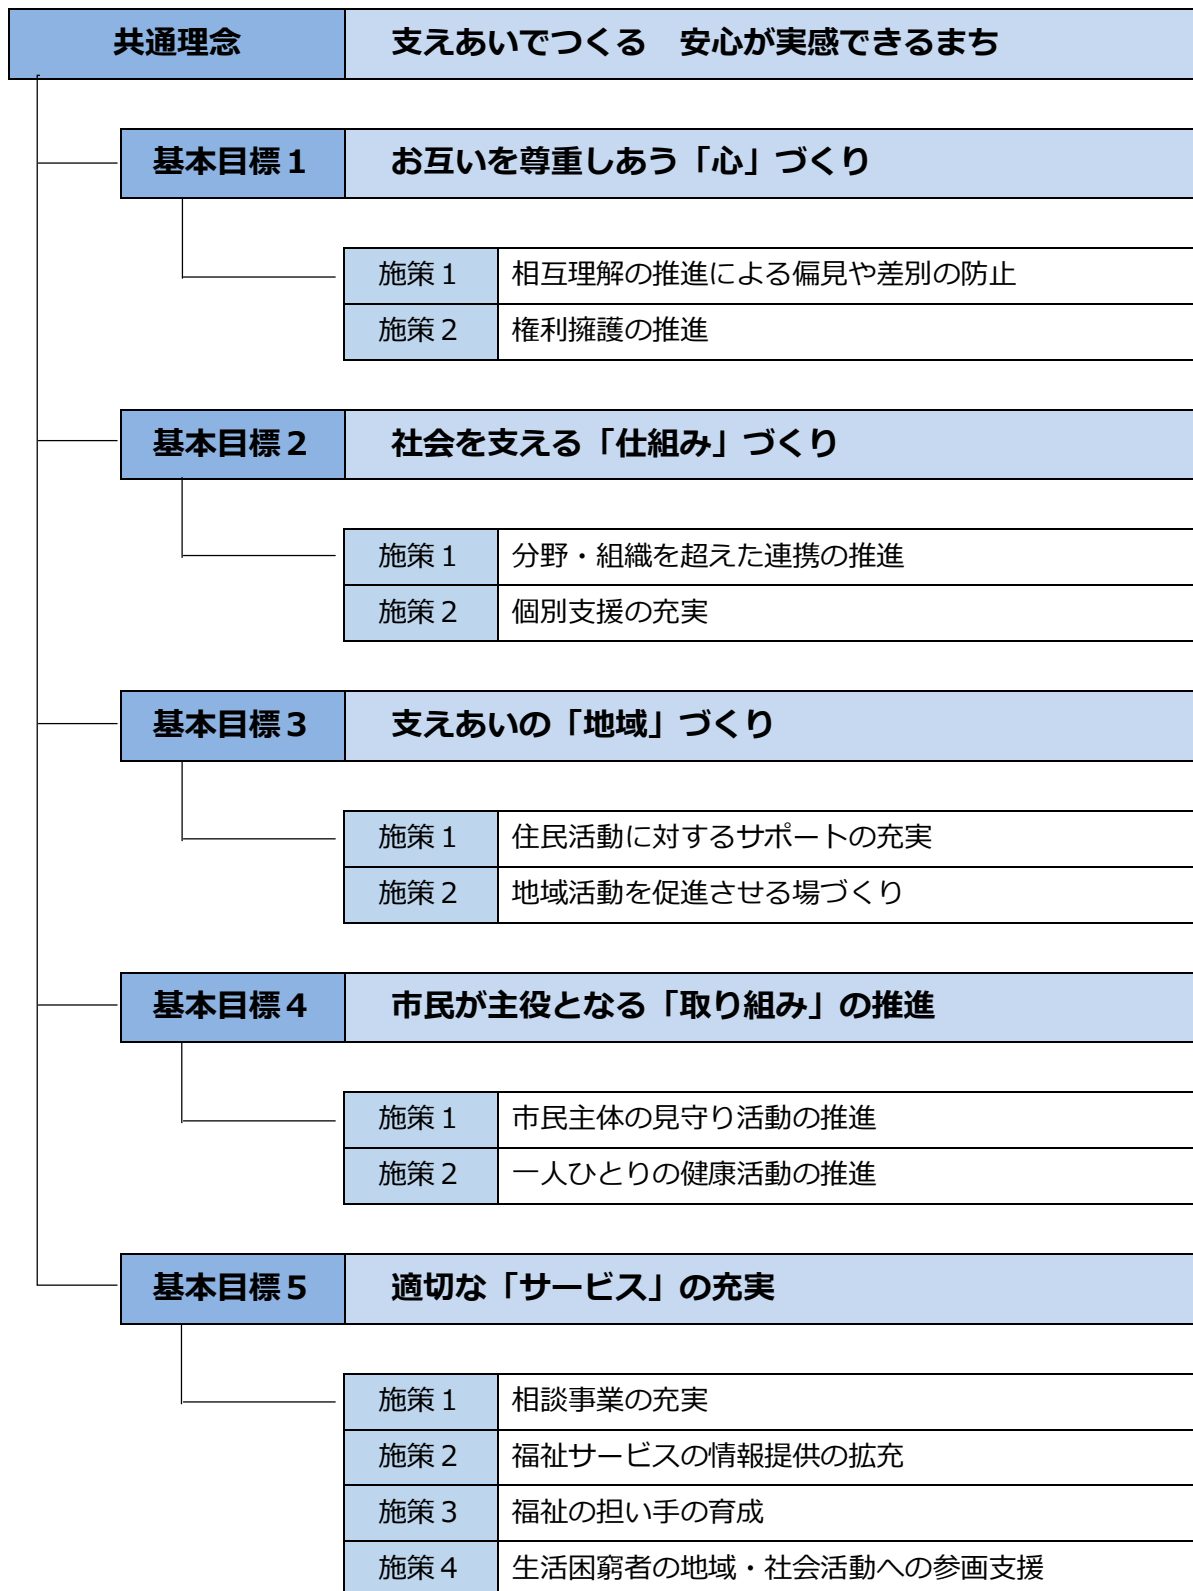 共通理念 支えあいでつくる　安心が実感できるまち
基本目標１ お互いを尊重しあう「心」づくり
施策１ 相互理解の推進による偏見や差別の防止
施策２ 権利擁護の推進
基本目標２ 社会を支える「仕組み」づくり
施策１ 分野・組織を超えた連携の推進
施策２ 個別支援の充実
基本目標３ 支えあいの「地域」づくり
施策１ 住民活動に対するサポートの充実
施策２ 地域活動を促進させる場づくり
基本目標４ 市民が主役となる「取り組み」の推進
施策１ 市民主体の見守り活動の推進
施策２ 一人ひとりの健康活動の推進
基本目標５ 適切な「サービス」の充実
施策１ 相談事業の充実
施策２ 福祉サービスの情報提供の拡充
施策３ 福祉の担い手の育成
施策４ 生活困窮者の地域・社会活動への参画支援